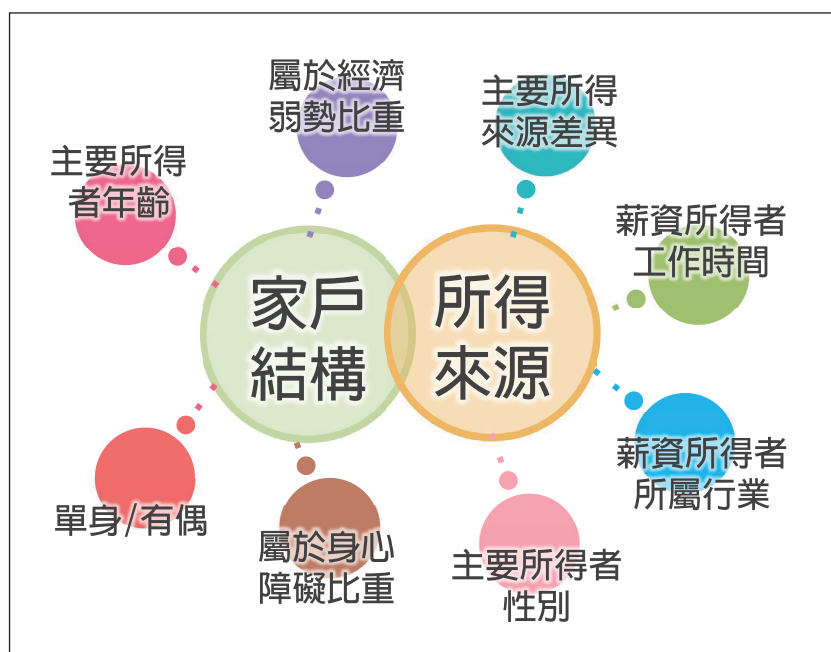 屬於經濟
弱勢比重
主要所得
來源差異
主要所得
者年齡
薪資所得者
工作時間
家戶
結構
所得
來源
單身/有偶
薪資所得者
所屬行業
屬於身心
障礙比重
主要所得者
性別